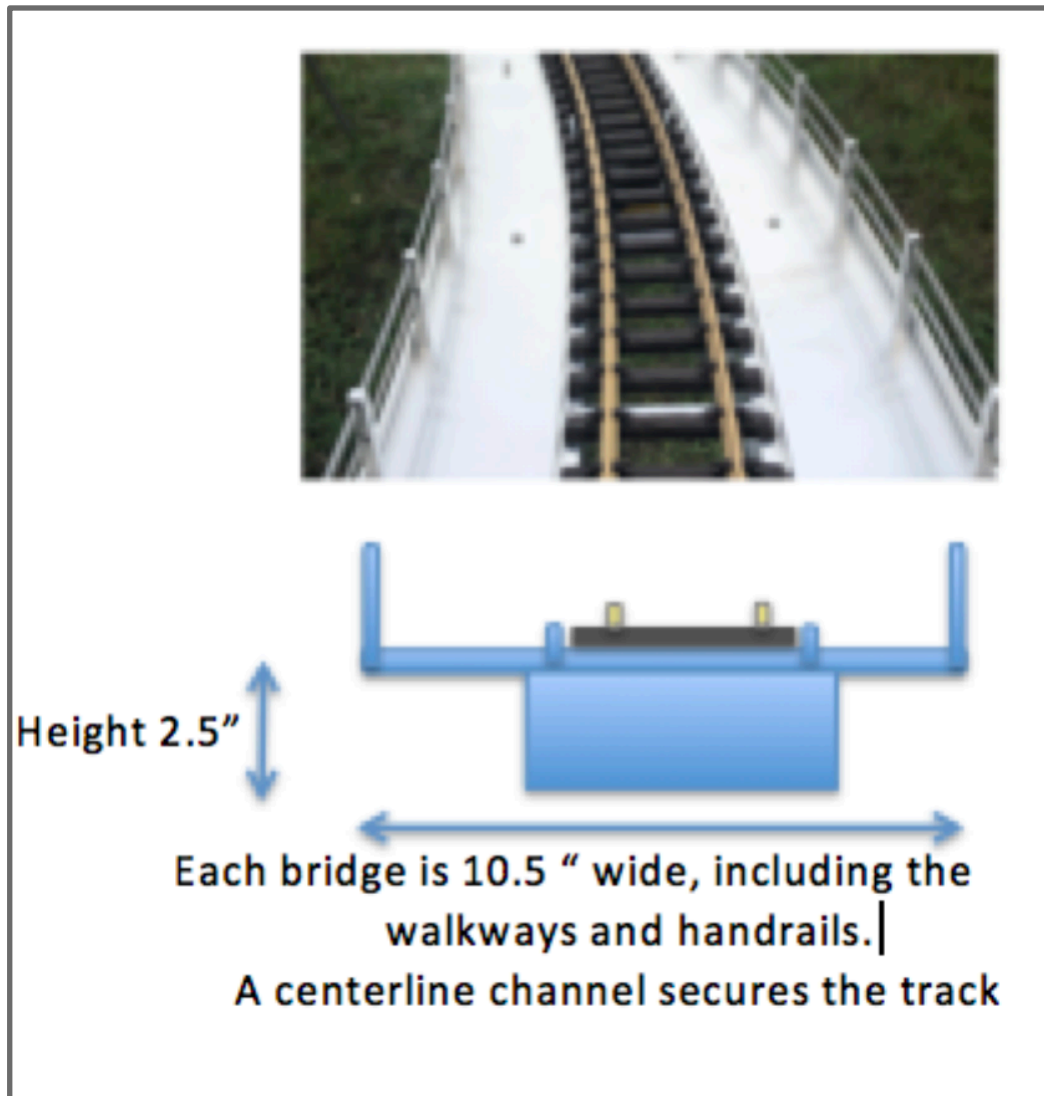 Height 2.5”
Each bridge is 10.5 “ wide, including the
walkways and handrails.
A centerline channel secures the track